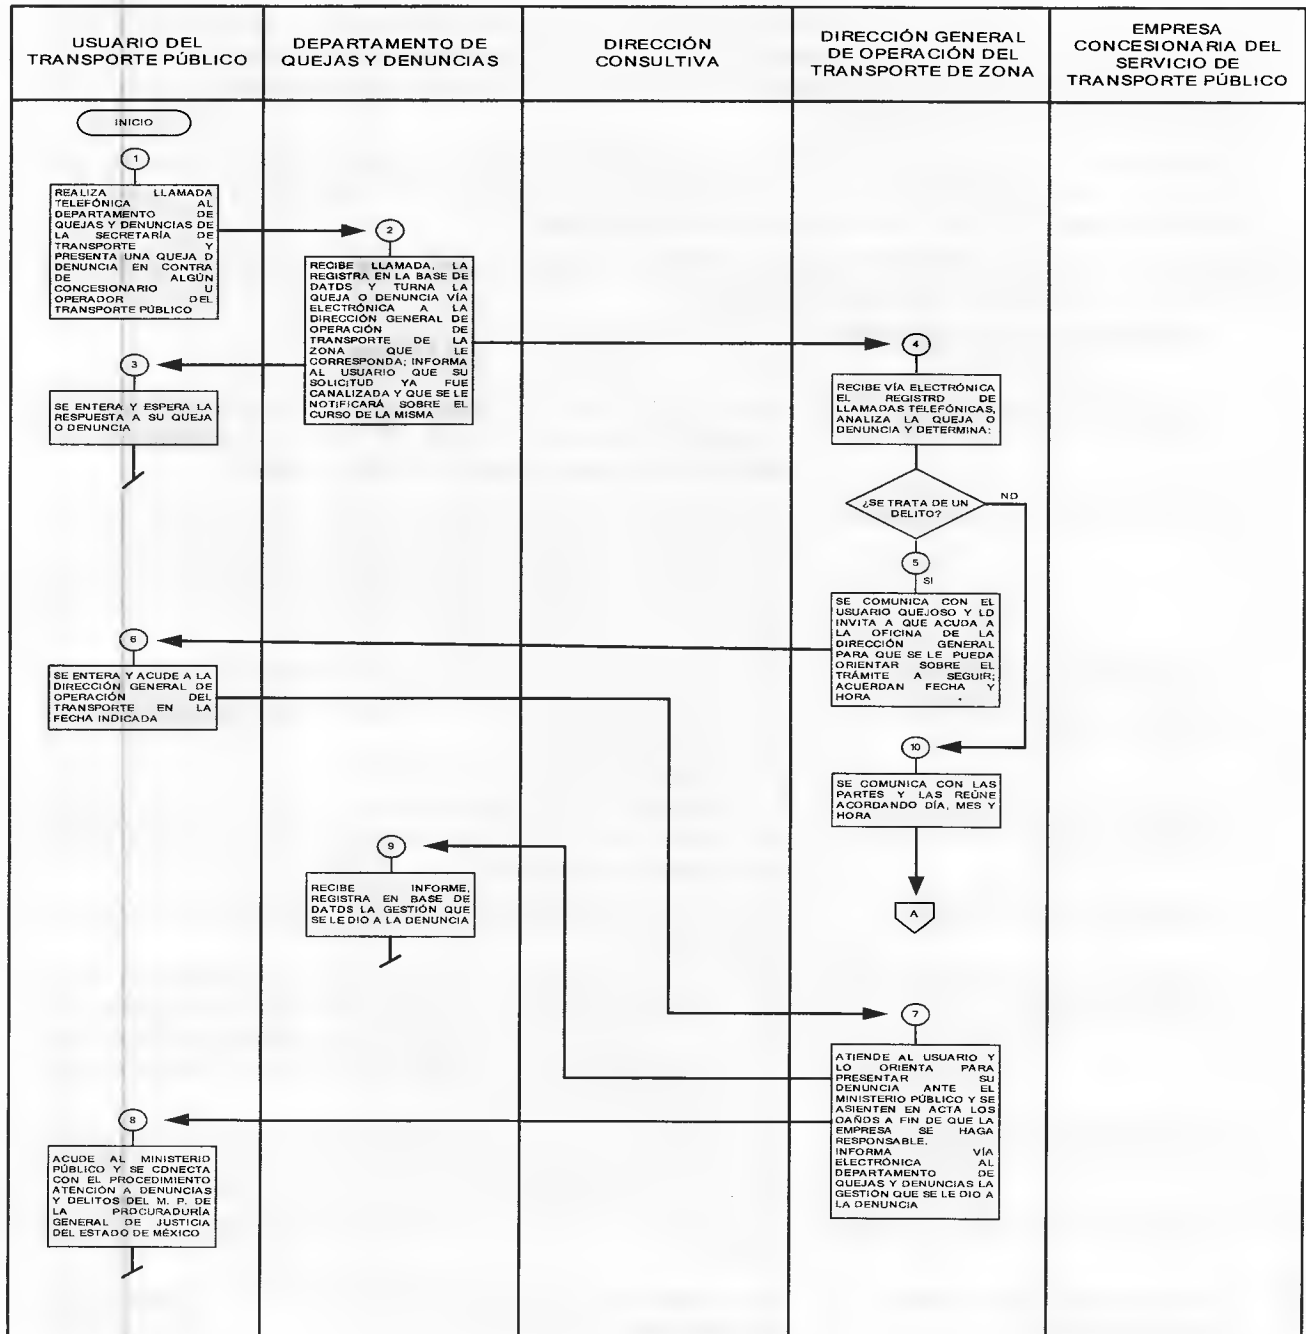 USUARIO DEL
TRANSPORTE PÚBLICO
DEPARTAMENTO DE
QUEJAS Y DENUNCIAS
DIRECCIÓN
CONSULTIVA
DIRECCIÓN GENERAL
DE OPERACIÓN DEL
TRANSPORTE DE ZONA
EMPRESA
CONCESIONARIA DEL
SERVICIO DE
TRANSPORTE PÚBLICO
INICIO
1
REALIZA LLAMADA
TELEFÓNICA AL
DEPARTAMENTO DE
QUEJAS Y DENUNCIAS DE
LA SECRETARÍA DE
TRANSPORTE Y
PRESENTA UNA QUEJA O
DENUNCIA EN CONTRA
DE ALGÚN
CONCESIONARIO U
OPERADOR DEL
TRANSPORTE PÚBLICO
2
RECIBE LLAMADA, LA
REGISTRA EN LA BASE DE
DATOS Y TURNA LA
QUEJA O DENUNCIA VÍA
ELECTRÓNICA A LA
DIRECCIÓN GENERAL DE
OPERACIÓN DE
TRANSPORTE DE LA
ZONA QUE LE
CORRESPONDA; INFORMA
AL USUARIO QUE SU
SOLICITUD YA FUE
CANALIZADA Y QUE SE LE
NOTIFICARÁ SOBRE EL
CURSO DE LA MISMA
3
SE ENTERA Y ESPERA LA
RESPUESTA A SU QUEJA
O DENUNCIA
4
RECIBE VÍA ELECTRÓNICA
EL REGISTRO DE
LLAMADAS TELEFÓNICAS,
ANALIZA LA QUEJA O
DENUNCIA Y DETERMINA:
¿SE TRATA DE UN
DELITO?
NO
5
SI
SE COMUNICA CON EL
USUARIO QUEJOSO Y LO
INVITA A QUE ACUDA A
LA OFICINA DE LA
DIRECCIÓN GENERAL
PARA QUE SE LE PUEDA
ORIENTAR SOBRE EL
TRÁMITE A SEGUIR;
ACUERDAN FECHA Y
HORA
6
SE ENTERA Y ACUDE A LA
DIRECCIÓN GENERAL DE
OPERACIÓN DEL
TRANSPORTE EN LA
FECHA INDICADA
10
SE COMUNICA CON LAS
PARTES Y LAS REÚNE
ACORDANDO DÍA, MES Y
HORA
A
9
RECIBE INFORME,
REGISTRA EN BASE DE
DATOS LA GESTIÓN QUE
SE LE DIO A LA DENUNCIA
7
ATIENDE AL USUARIO Y
LO ORIENTA PARA
PRESENTAR SU
DENUNCIA ANTE EL
MINISTERIO PÚBLICO Y SE
ASIENTEN EN ACTA LOS
DAÑOS A FIN DE QUE LA
EMPRESA SE HAGA
RESPONSABLE.
INFORMA VÍA
ELECTRÓNICA AL
DEPARTAMENTO DE
QUEJAS Y DENUNCIAS LA
GESTIÓN QUE SE LE DIO A
LA DENUNCIA
8
ACUDE AL MINISTERIO
PÚBLICO Y SE CONECTA
CON EL PROCEDIMIENTO
ATENCIÓN A DENUNCIAS
Y DELITOS DEL M. P. DE
LA PROCURADURÍA
GENERAL DE JUSTICIA
DEL ESTADO DE MÉXICO